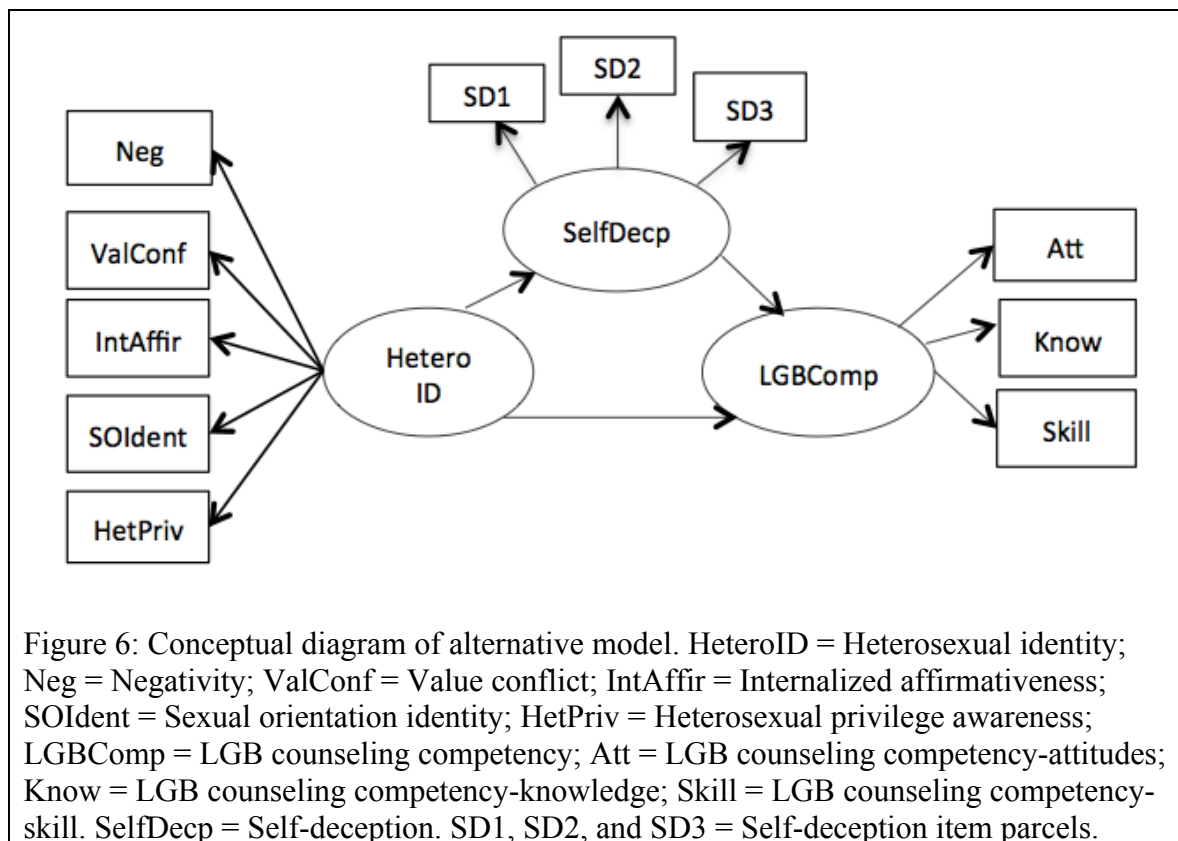 SD1
SD2
SD3
Neg
ValConf
IntAffir
SOIdent
HetPriv
SelfDecp
Hetero
ID
LGBComp
Att
Know
Skill
Figure 6: Conceptual diagram of alternative model. HeteroID = Heterosexual identity;
Neg = Negativity; ValConf = Value conflict; IntAffir = Internalized affirmativeness;
SOIdent = Sexual orientation identity; HetPriv = Heterosexual privilege awareness;
LGBComp = LGB counseling competency; Att = LGB counseling competency-attitudes;
Know = LGB counseling competency-knowledge; Skill = LGB counseling competency-
skill. SelfDecp = Self-deception. SD1, SD2, and SD3 = Self-deception item parcels.